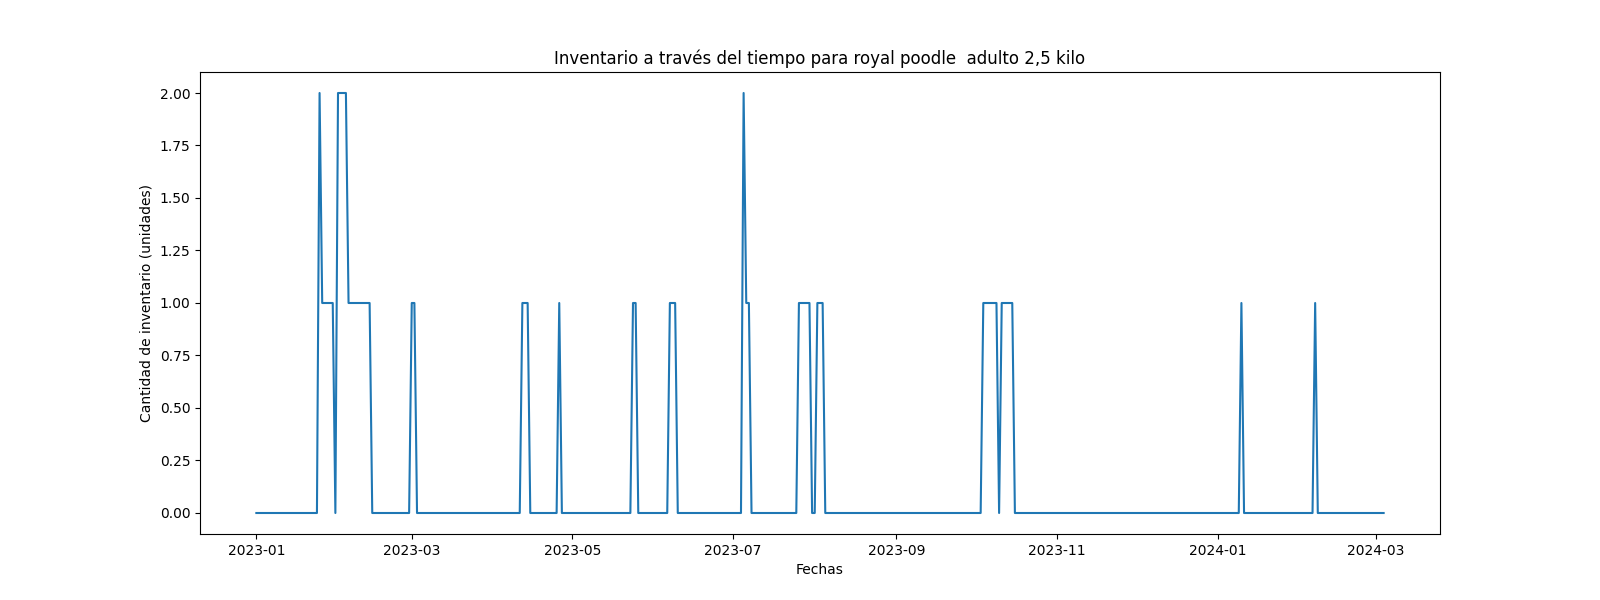 Inventario a través del tiempo para royal poodle  adulto 2,5 kilo
Cantidad de inventario (unidades)
2.00
1.75
1.50
1.25
1.00
0.75
0.50
0.25
0.00
2023-01 2023-03 2023-05 2023-07 2023-09 2023-11 2024-01 2024-03
Fechas